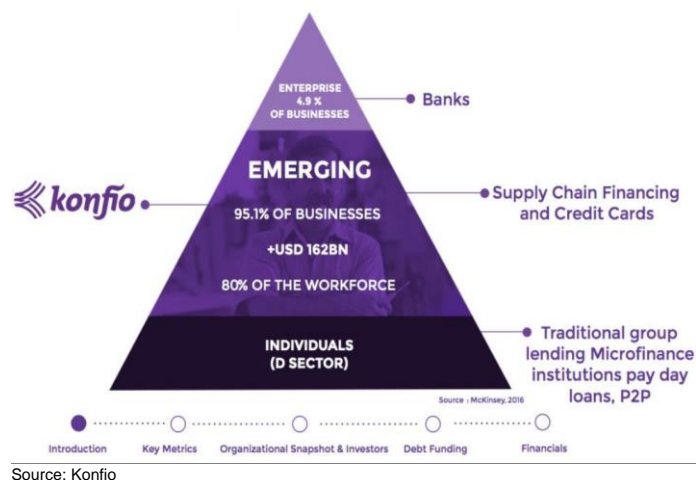 ENTERPRISE
4.9 %
OF BUSINESSES
Banks
EMERGING
konfio
95.1% OF BUSINESSES
+USD 162BN
80% OF THE WORKFORCE
Supply Chain Financing
and Credit Cards
INDIVIDUALS
(D SECTOR)
Traditional group
lending Microfinance
institutions pay day
loans, P2P
Source : McKinsey, 2016
Introduction
Key Metrics
Organizational Snapshot & Investors
Debt Funding
Financials
Source: Konfio